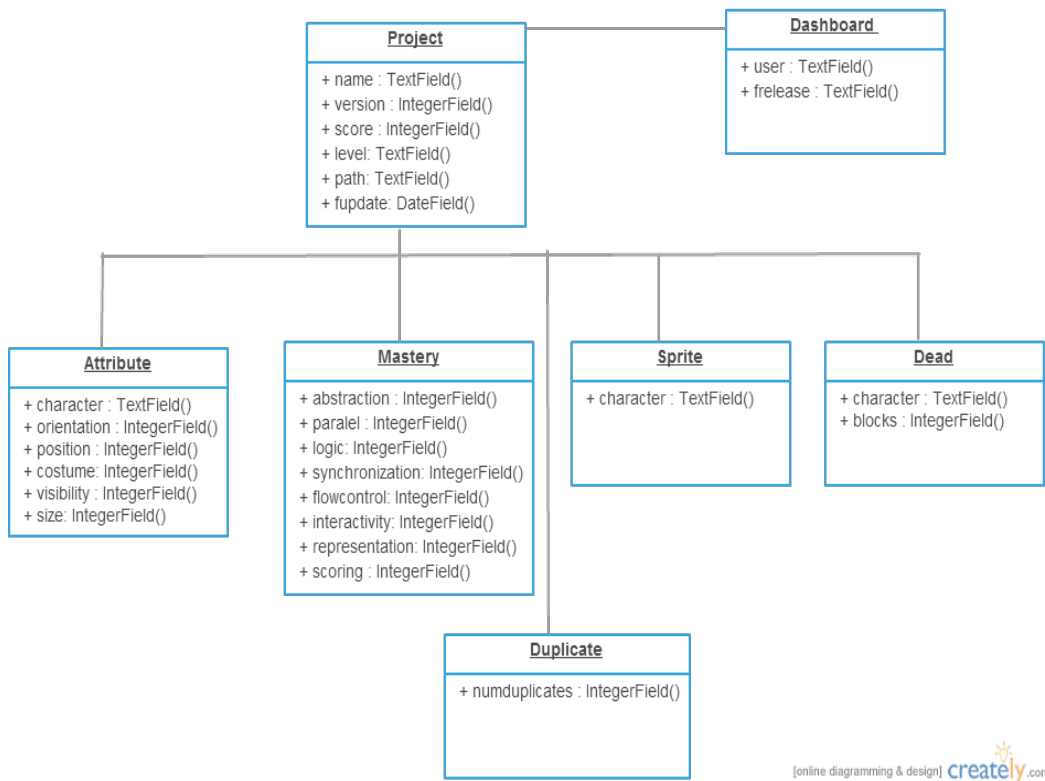 Project
+ name : TextField()
+ version : IntegerField()
+ score : IntegerField()
+ level: TextField()
+ path: TextField()
+ fupdate: DateField()
Dashboard
+ user : TextField()
+ frelease : TextField()
Attribute
+ character : TextField()
+ orientation : IntegerField()
+ position : IntegerField()
+ costume: IntegerField()
+ visibility : IntegerField()
+ size: IntegerField()
Mastery
+ abstraction : IntegerField()
+ paralel : IntegerField()
+ logic: IntegerField()
+ synchronization: IntegerField()
+ flowcontrol: IntegerField()
+ interactivity: IntegerField()
+ representation: IntegerField()
+ scoring : IntegerField()
Sprite
+ character : TextField()
Dead
+ character : TextField()
+ blocks : IntegerField()
Duplicate
+ numduplicates : IntegerField()
[online diagramming & design] creately.com